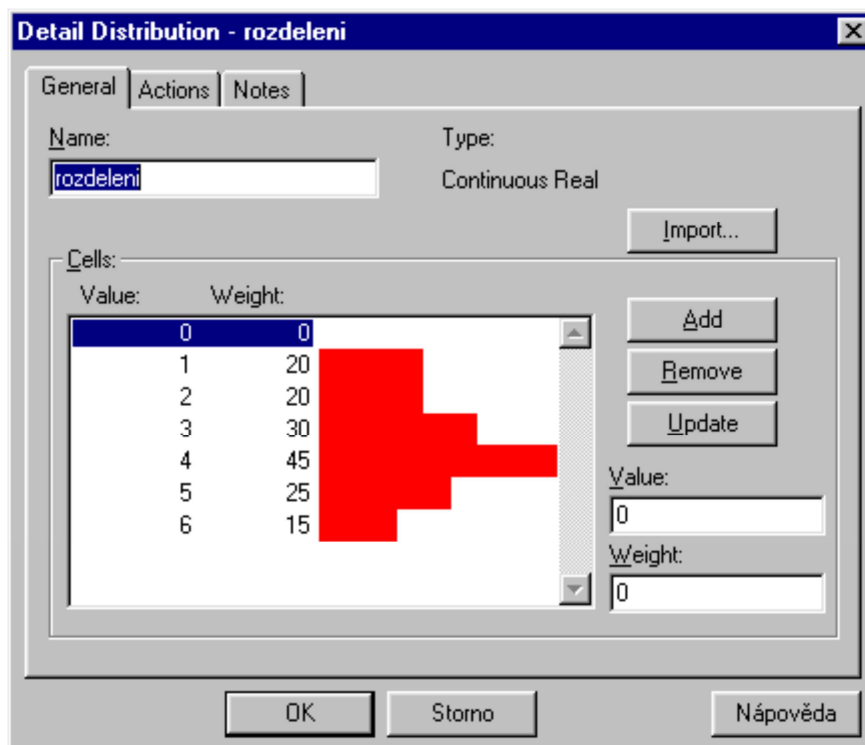 Detail Distribution - rozdeleni
General Actions Notes
Name: Type:
rozdeleni Continuous Real
Import...
Cells:
Value: Weight:
0 0
1 20
2 20
3 30
4 45
5 25
6 15
Add
Remove
Update
Value:
0
Weight:
0
OK Storno Nápověda